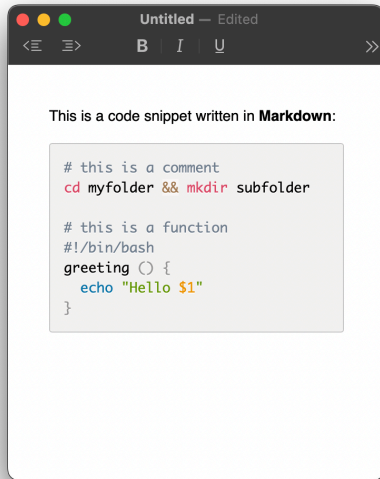 Untitled — Edited
B I U
This is a code snippet written in Markdown:
# this is a comment
cd myfolder && mkdir subfolder
# this is a function
#!/bin/bash
greeting () {
  echo "Hello $1"
}